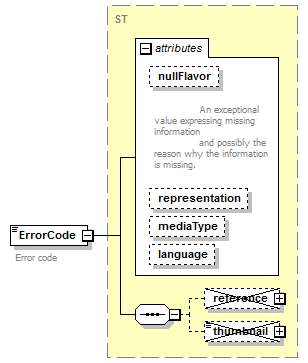 ST
attributes
nullFlavor
An exceptional
value expressing missing
information
and possibly the
reason why the information
is missing.
representation
mediaType
language
ErrorCode
Error code
reference
thumbnail